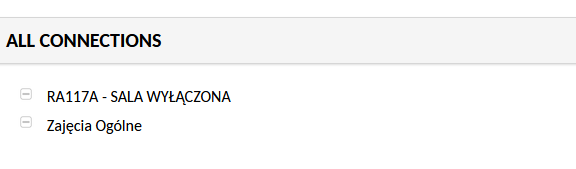 ALL CONNECTIONS
RA117A - SALA WYŁĄCZONA
Zajęcia Ogólne